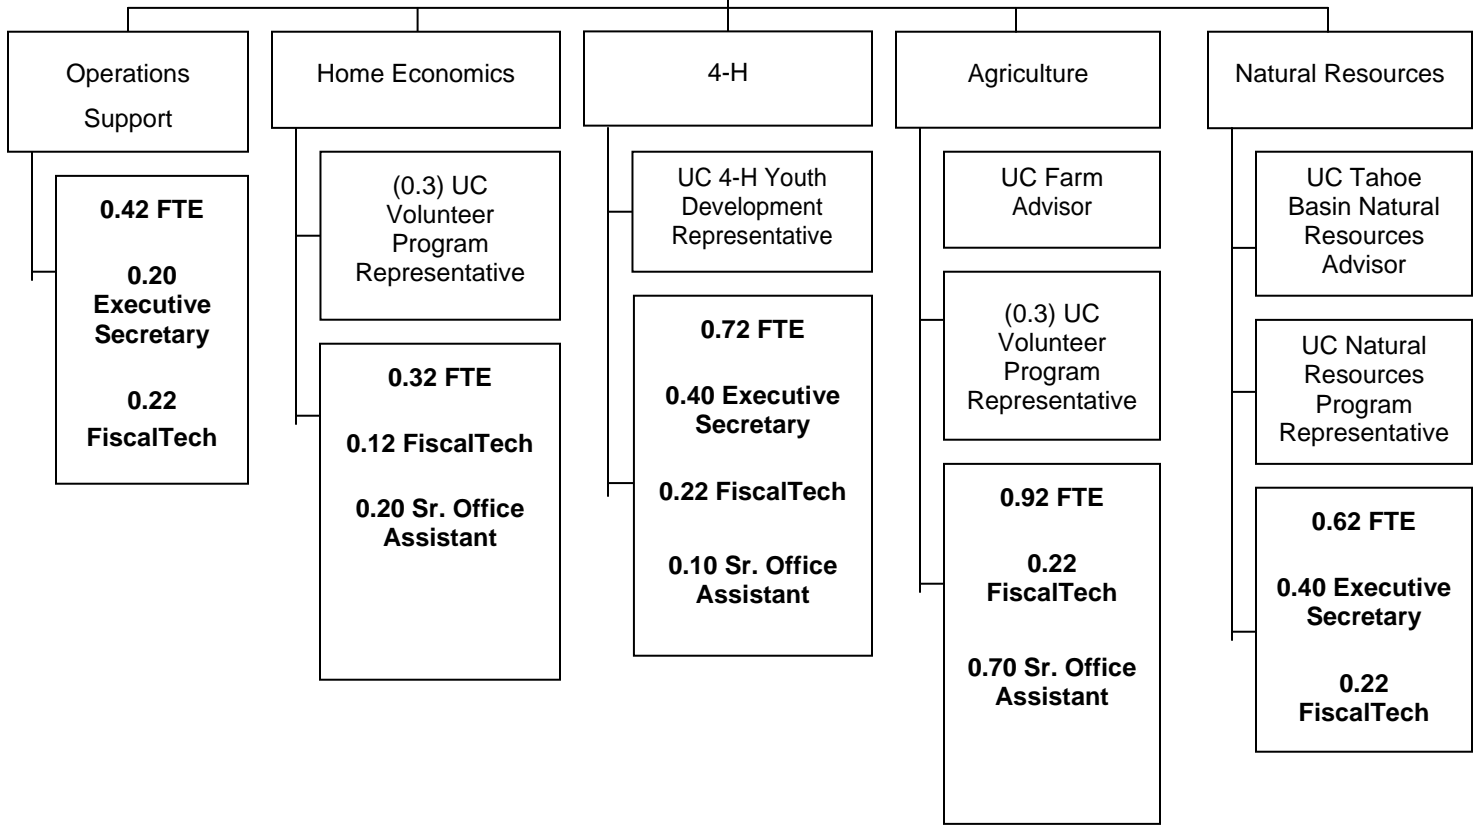 Operations
Support
0.42 FTE
0.20
Executive
Secretary
0.22
FiscalTech
Home Economics
(0.3) UC
Volunteer
Program
Representative
0.32 FTE
0.12 FiscalTech
0.20 Sr. Office
Assistant
4-H
UC 4-H Youth
Development
Representative
0.72 FTE
0.40 Executive
Secretary
0.22 FiscalTech
0.10 Sr. Office
Assistant
Agriculture
UC Farm
Advisor
(0.3) UC
Volunteer
Program
Representative
0.92 FTE
0.22
FiscalTech
0.70 Sr. Office
Assistant
Natural Resources
UC Tahoe
Basin Natural
Resources
Advisor
UC Natural
Resources
Program
Representative
0.62 FTE
0.40 Executive
Secretary
0.22
FiscalTech